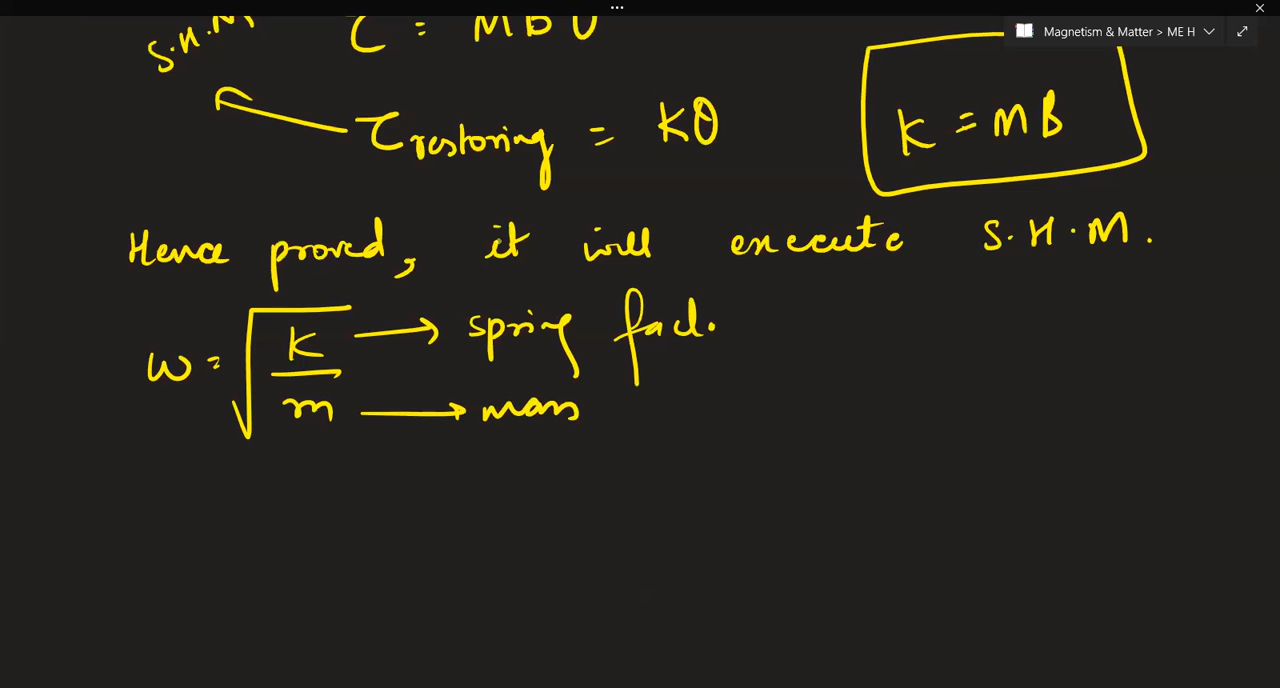 Magnetism & Matter > ME H
S.H.M τ = MBθ
τrestoring = Kθ
K = MB
Hence proved, it will execute S.H.M.
ω = √(k/m)
k → spring fact.
m → mass